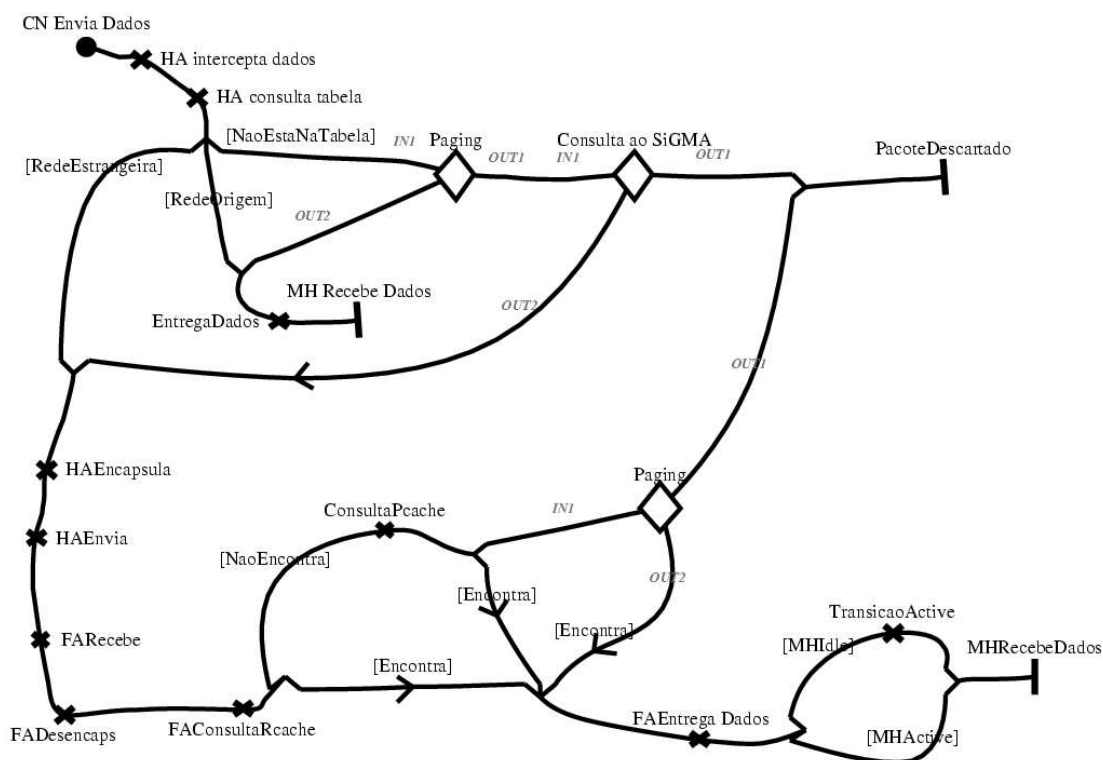 CN Envia Dados
HA intercepta dados
HA consulta tabela
[NaoEstaNaTabela]
IN1
Paging
OUT1
IN1
Consulta ao SiGMA
OUT1
PacoteDescartado
[RedeEstrangeira]
[RedeOrigem]
OUT2
MH Recebe Dados
EntregaDados
OUT2
OUT1
HAEncapsula
Paging
ConsultaPcache
IN1
HAEnvia
[NaoEncontra]
OUT2
[Encontra]
TransicaoActive
[Encontra]
FARecebe
[MHIdle]
MHRecebeDados
[Encontra]
FAEntrega Dados
FADesencaps
FAConsultaRcache
[MHActive]